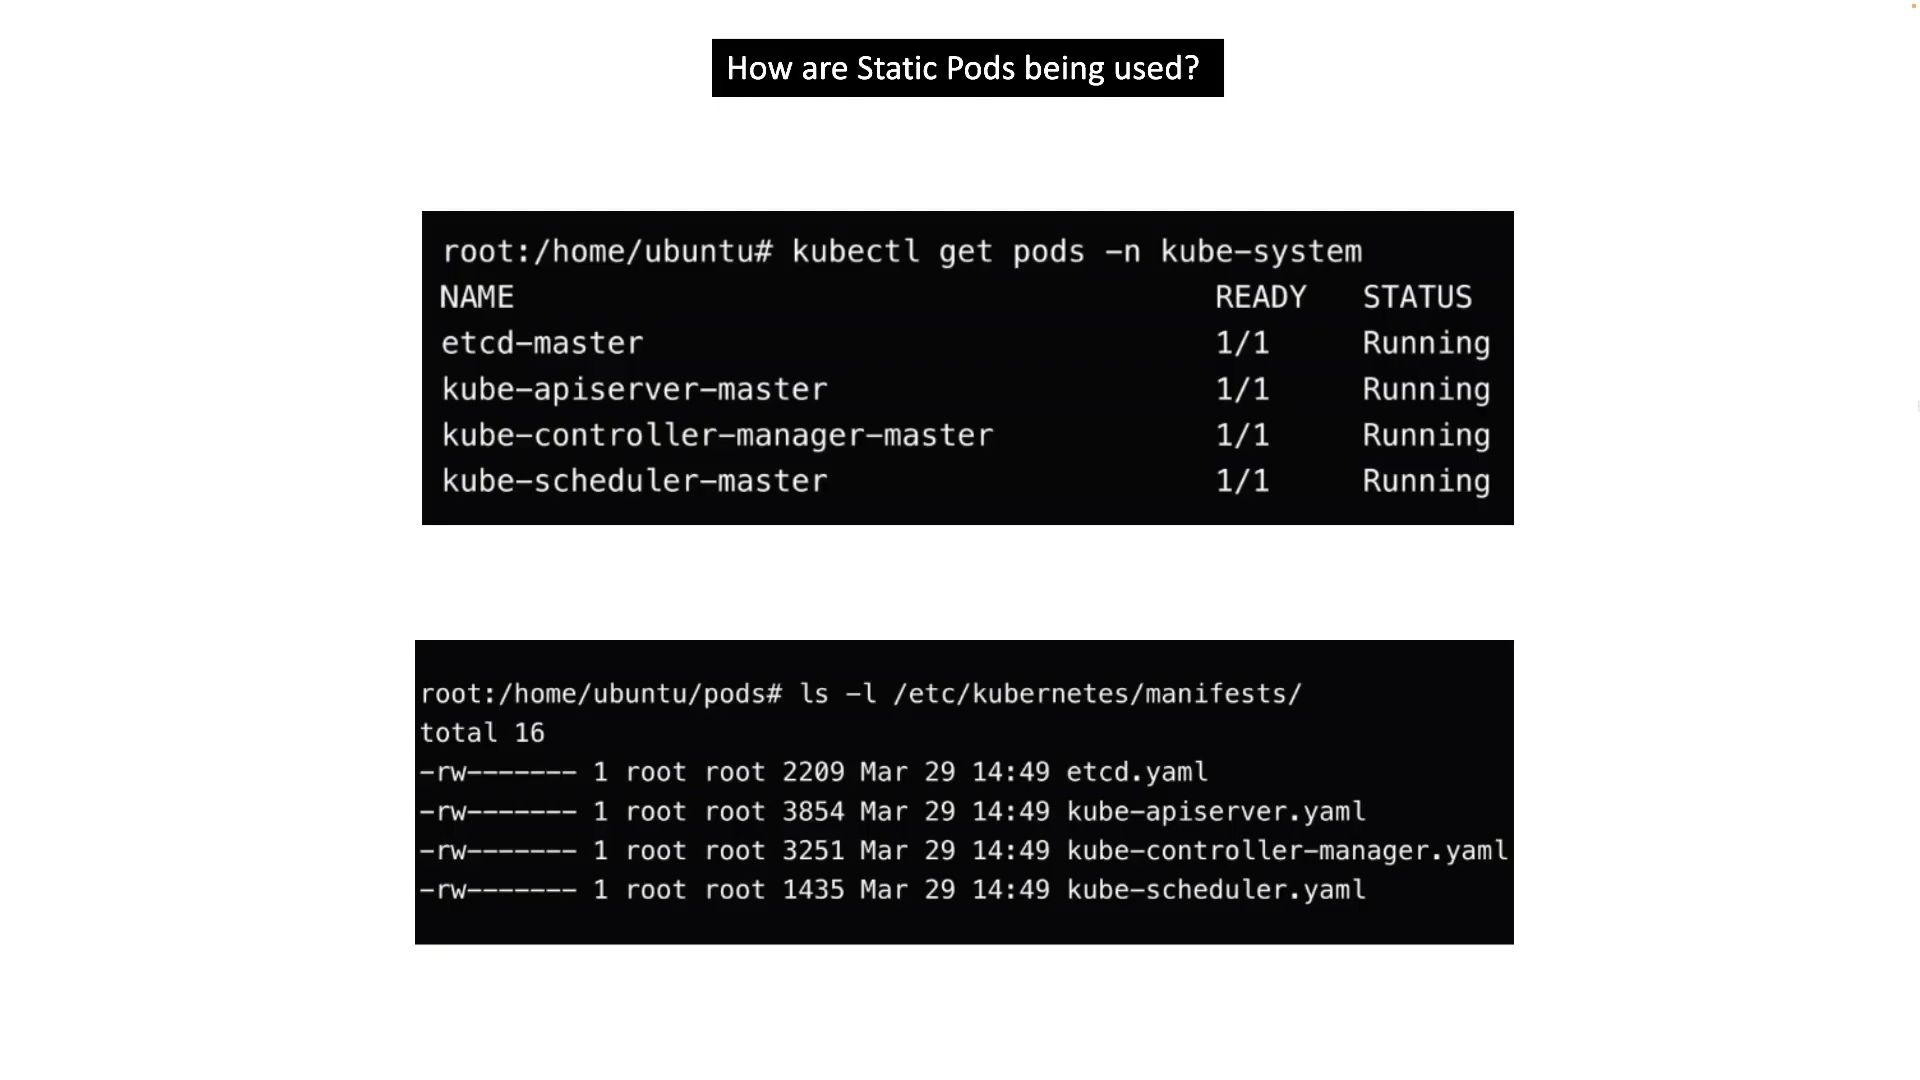 How are Static Pods being used?
root:/home/ubuntu# kubectl get pods -n kube-system
NAME READY STATUS
etcd-master 1/1 Running
kube-apiserver-master 1/1 Running
kube-controller-manager-master 1/1 Running
kube-scheduler-master 1/1 Running
root:/home/ubuntu/pods# ls -l /etc/kubernetes/manifests/
total 16
-rw------- 1 root root 2209 Mar 29 14:49 etcd.yaml
-rw------- 1 root root 3854 Mar 29 14:49 kube-apiserver.yaml
-rw------- 1 root root 3251 Mar 29 14:49 kube-controller-manager.yaml
-rw------- 1 root root 1435 Mar 29 14:49 kube-scheduler.yaml